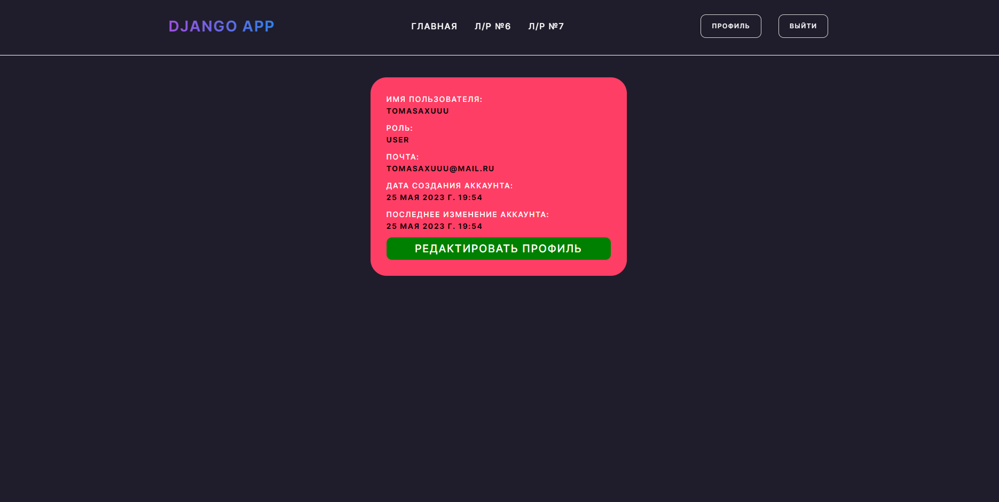 DJANGO APP
ГЛАВНАЯ Л/Р №6 Л/Р №7
ПРОФИЛЬ
ВЫЙТИ
ИМЯ ПОЛЬЗОВАТЕЛЯ:
TOMASAXUUU
РОЛЬ:
USER
ПОЧТА:
TOMASAXUUU@MAIL.RU
ДАТА СОЗДАНИЯ АККАУНТА:
25 МАЯ 2023 Г. 19:54
ПОСЛЕДНЕЕ ИЗМЕНЕНИЕ АККАУНТА:
25 МАЯ 2023 Г. 19:54
РЕДАКТИРОВАТЬ ПРОФИЛЬ